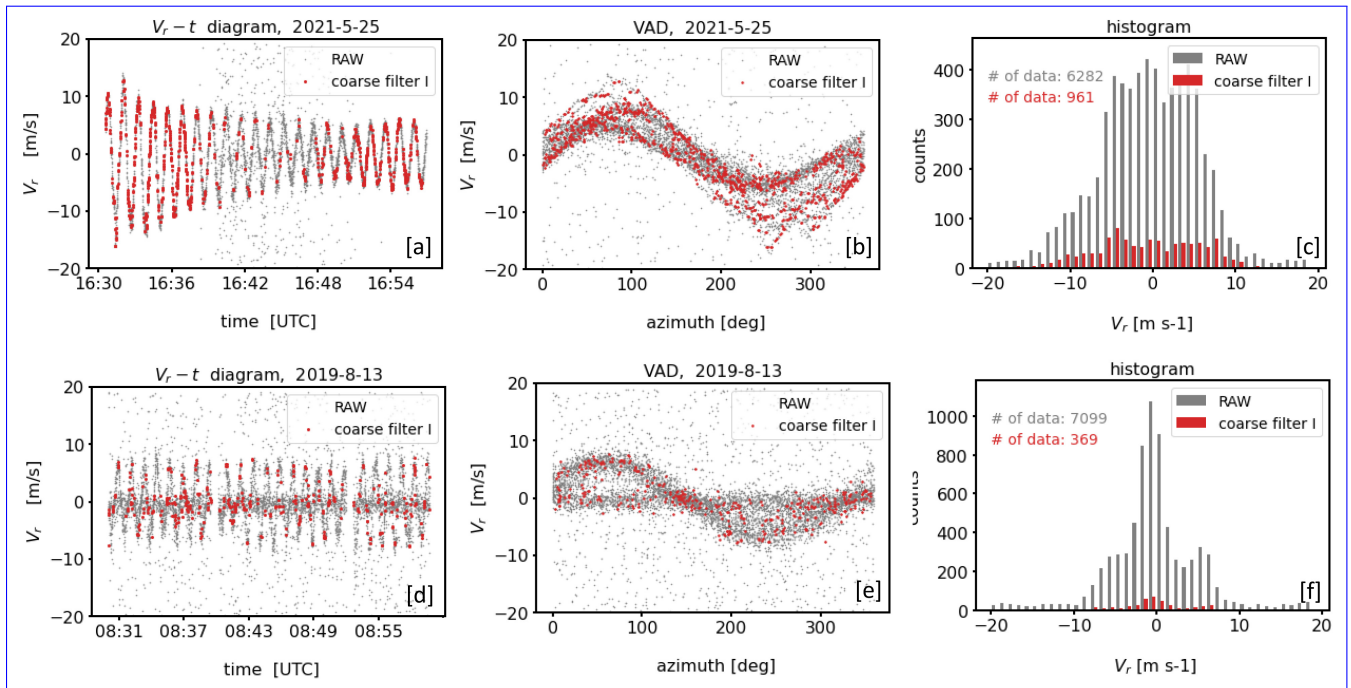 V_r − t diagram, 2021-5-25
20
10
0
−10
−20
V_r [m/s]
RAW
coarse filter I
[a]
16:30 16:36 16:42 16:48 16:54
time [UTC]
VAD, 2021-5-25
20
10
0
−10
−20
V_r [m/s]
RAW
coarse filter I
[b]
0 100 200 300
azimuth [deg]
histogram
400
300
200
100
0
counts
# of data: 6282
# of data: 961
RAW
coarse filter I
[c]
−20 −10 0 10 20
V_r [m s-1]
V_r − t diagram, 2019-8-13
20
10
0
−10
−20
V_r [m/s]
RAW
coarse filter I
[d]
08:31 08:37 08:43 08:49 08:55
time [UTC]
VAD, 2019-8-13
20
10
0
−10
−20
V_r [m/s]
RAW
coarse filter I
[e]
0 100 200 300
azimuth [deg]
histogram
1000
800
600
400
200
0
counts
# of data: 7099
# of data: 369
RAW
coarse filter I
[f]
−20 −10 0 10 20
V_r [m s-1]